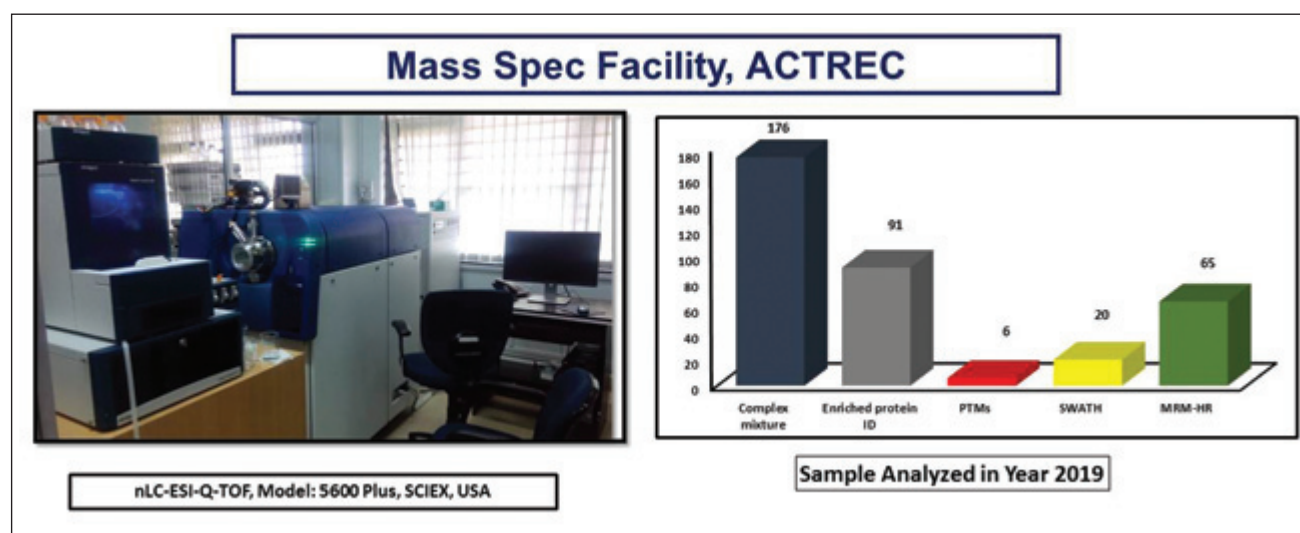 Mass Spec Facility, ACTREC
nLC-ESI-Q-TOF, Model: 5600 Plus, SCIEX, USA
176
180
160
140
120
100
80
60
40
20
0
91
6
20
65
Complex
mixture
Enriched protein
ID
PTMs
SWATH
MRM-HR
Sample Analyzed in Year 2019